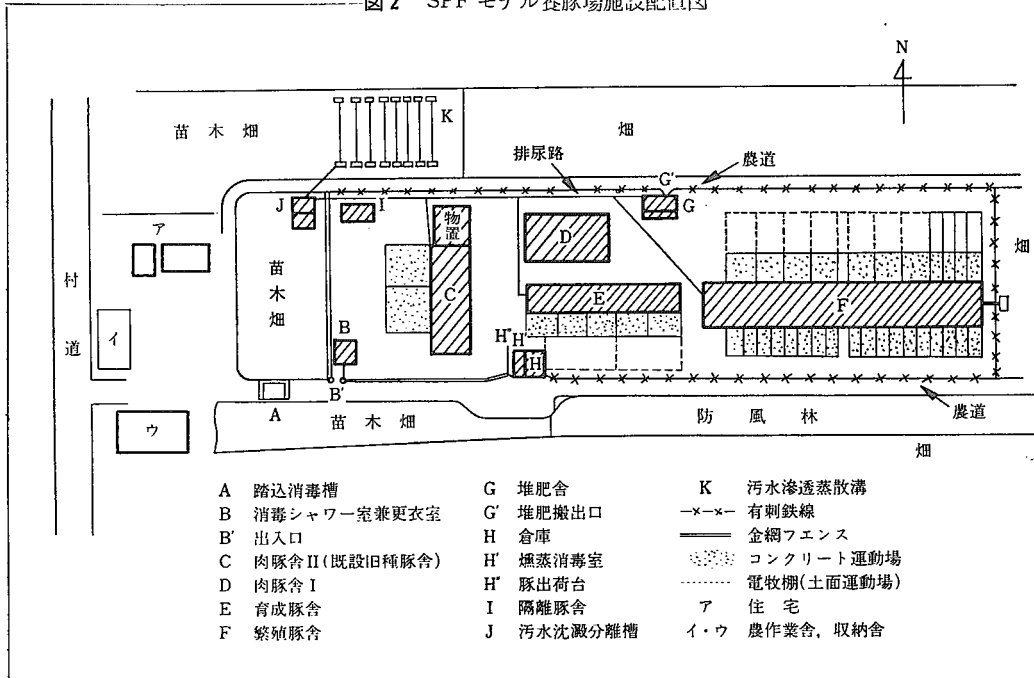 図2 SPF モデル養豚場施設配置図
N
苗木畑
K
畑
排尿路
農道
G'
G
J
I
ア
物置
D
畑
苗木畑
C
E
F
村道
イ
B
H"
H'
H
B'
A
ウ
苗木畑
防風林
農道
畑
A 踏込消毒槽
B 消毒シャワー室兼更衣室
B' 出入口
C 肉豚舎II(既設旧種豚舎)
D 肉豚舎 I
E 育成豚舎
F 繁殖豚舎
G 堆肥舎
G' 堆肥搬出口
H 倉庫
H' 燻蒸消毒室
H" 豚出荷台
I 隔離豚舎
J 汚水沈澱分離槽
K 汚水滲透蒸散溝
有刺鉄線
金網フエンス
コンクリート運動場
電牧棚(土面運動場)
ア 住宅
イ・ウ 農作業舎,収納舎